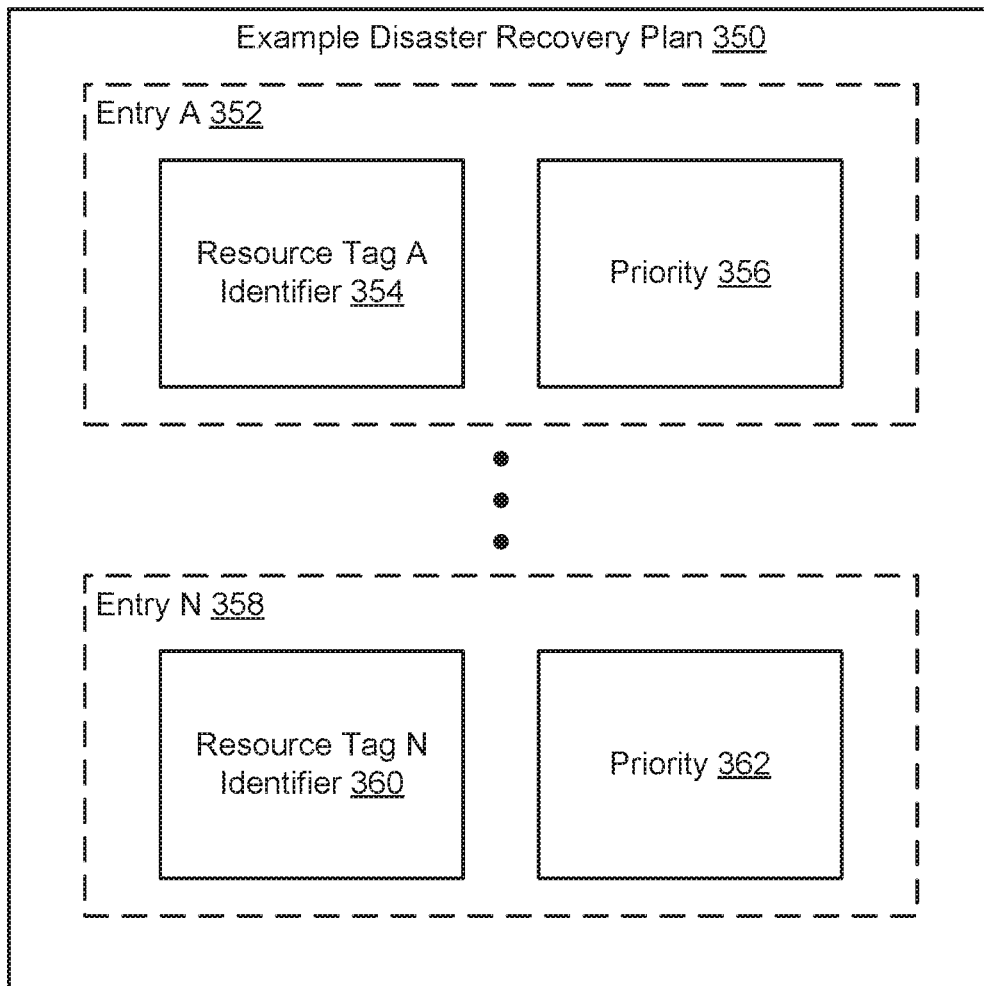 Example Disaster Recovery Plan 350
Entry A 352
Resource Tag A
Identifier 354
Priority 356
Entry N 358
Resource Tag N
Identifier 360
Priority 362